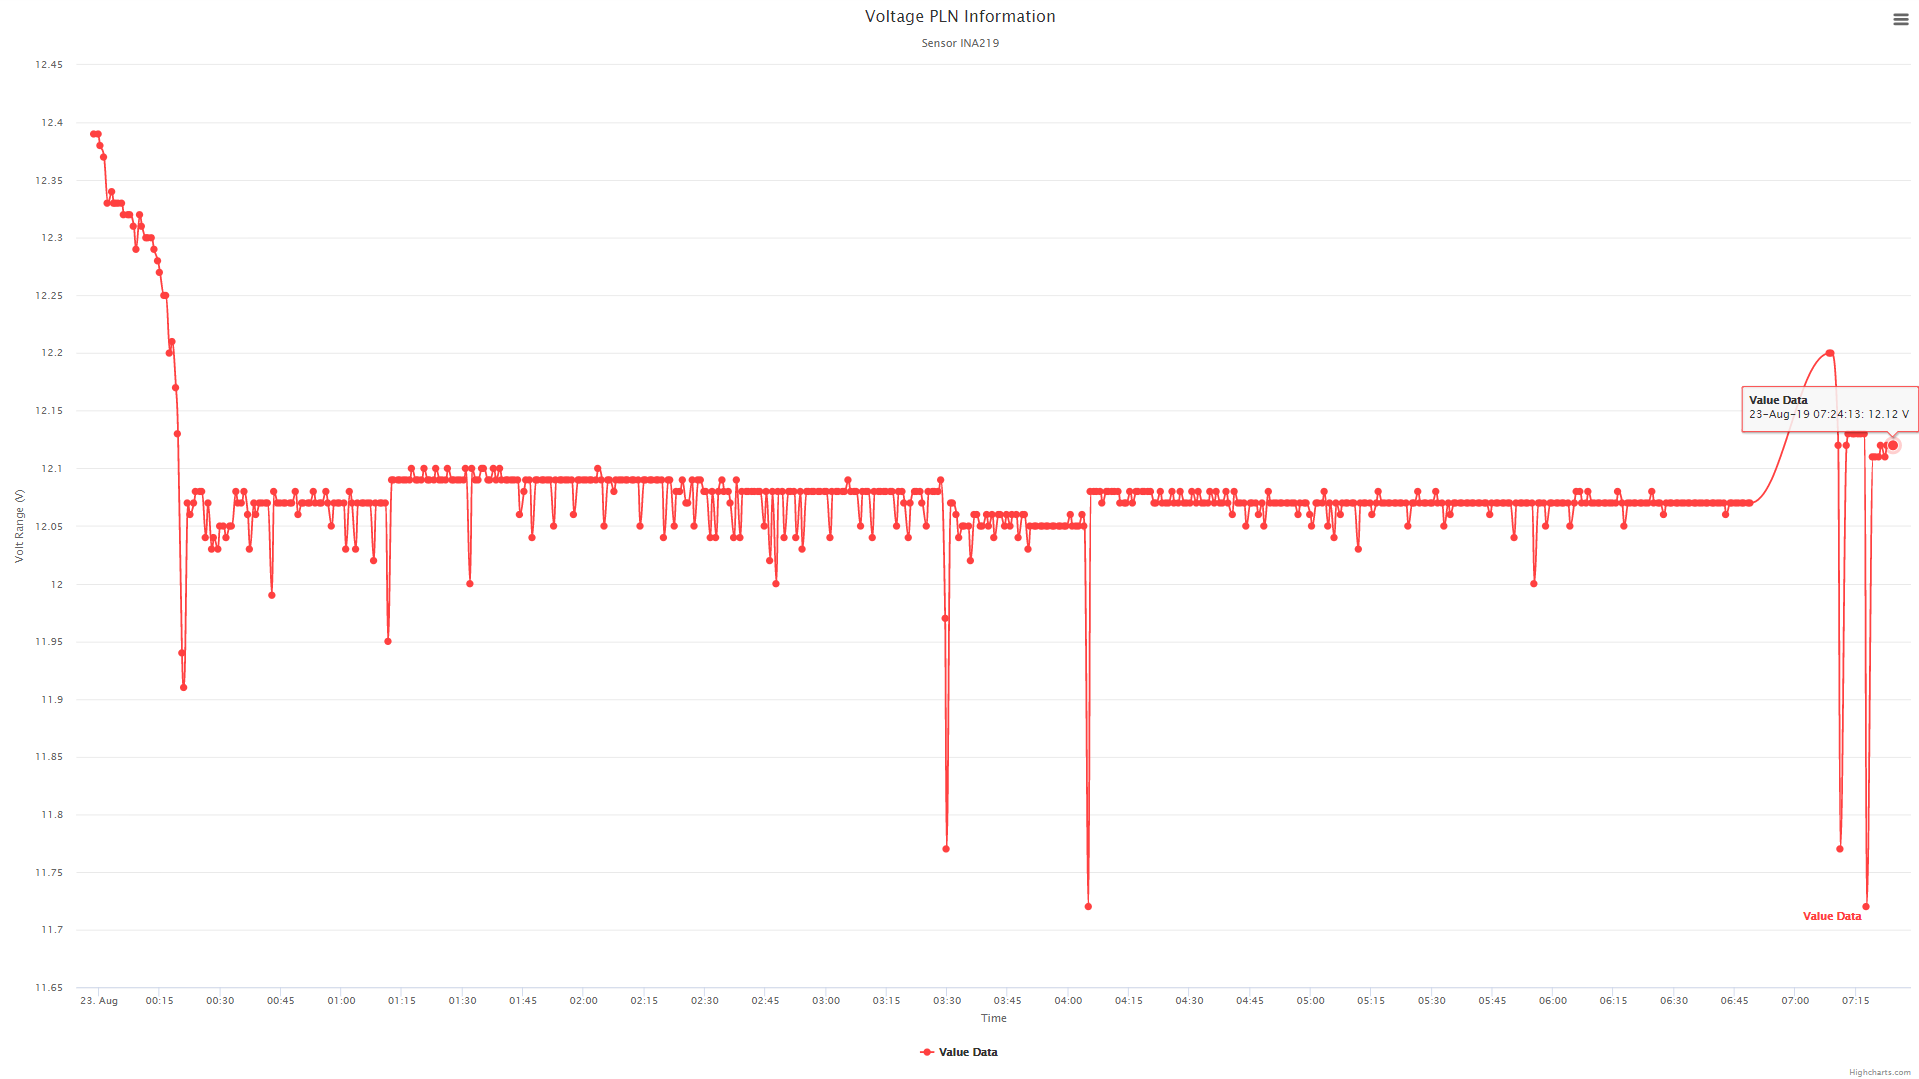 Voltage PLN Information
Sensor INA219
12.45
12.4
12.35
12.3
12.25
12.2
12.15
12.1
12.05
12
11.95
11.9
11.85
11.8
11.75
11.7
11.65
Volt Range (V)
Value Data
23-Aug-19 07:24:13: 12.12 V
Value Data
23. Aug 00:15 00:30 00:45 01:00 01:15 01:30 01:45 02:00 02:15 02:30 02:45 03:00 03:15 03:30 03:45 04:00 04:15 04:30 04:45 05:00 05:15 05:30 05:45 06:00 06:15 06:30 06:45 07:00 07:15
Time
Value Data
Highcharts.com